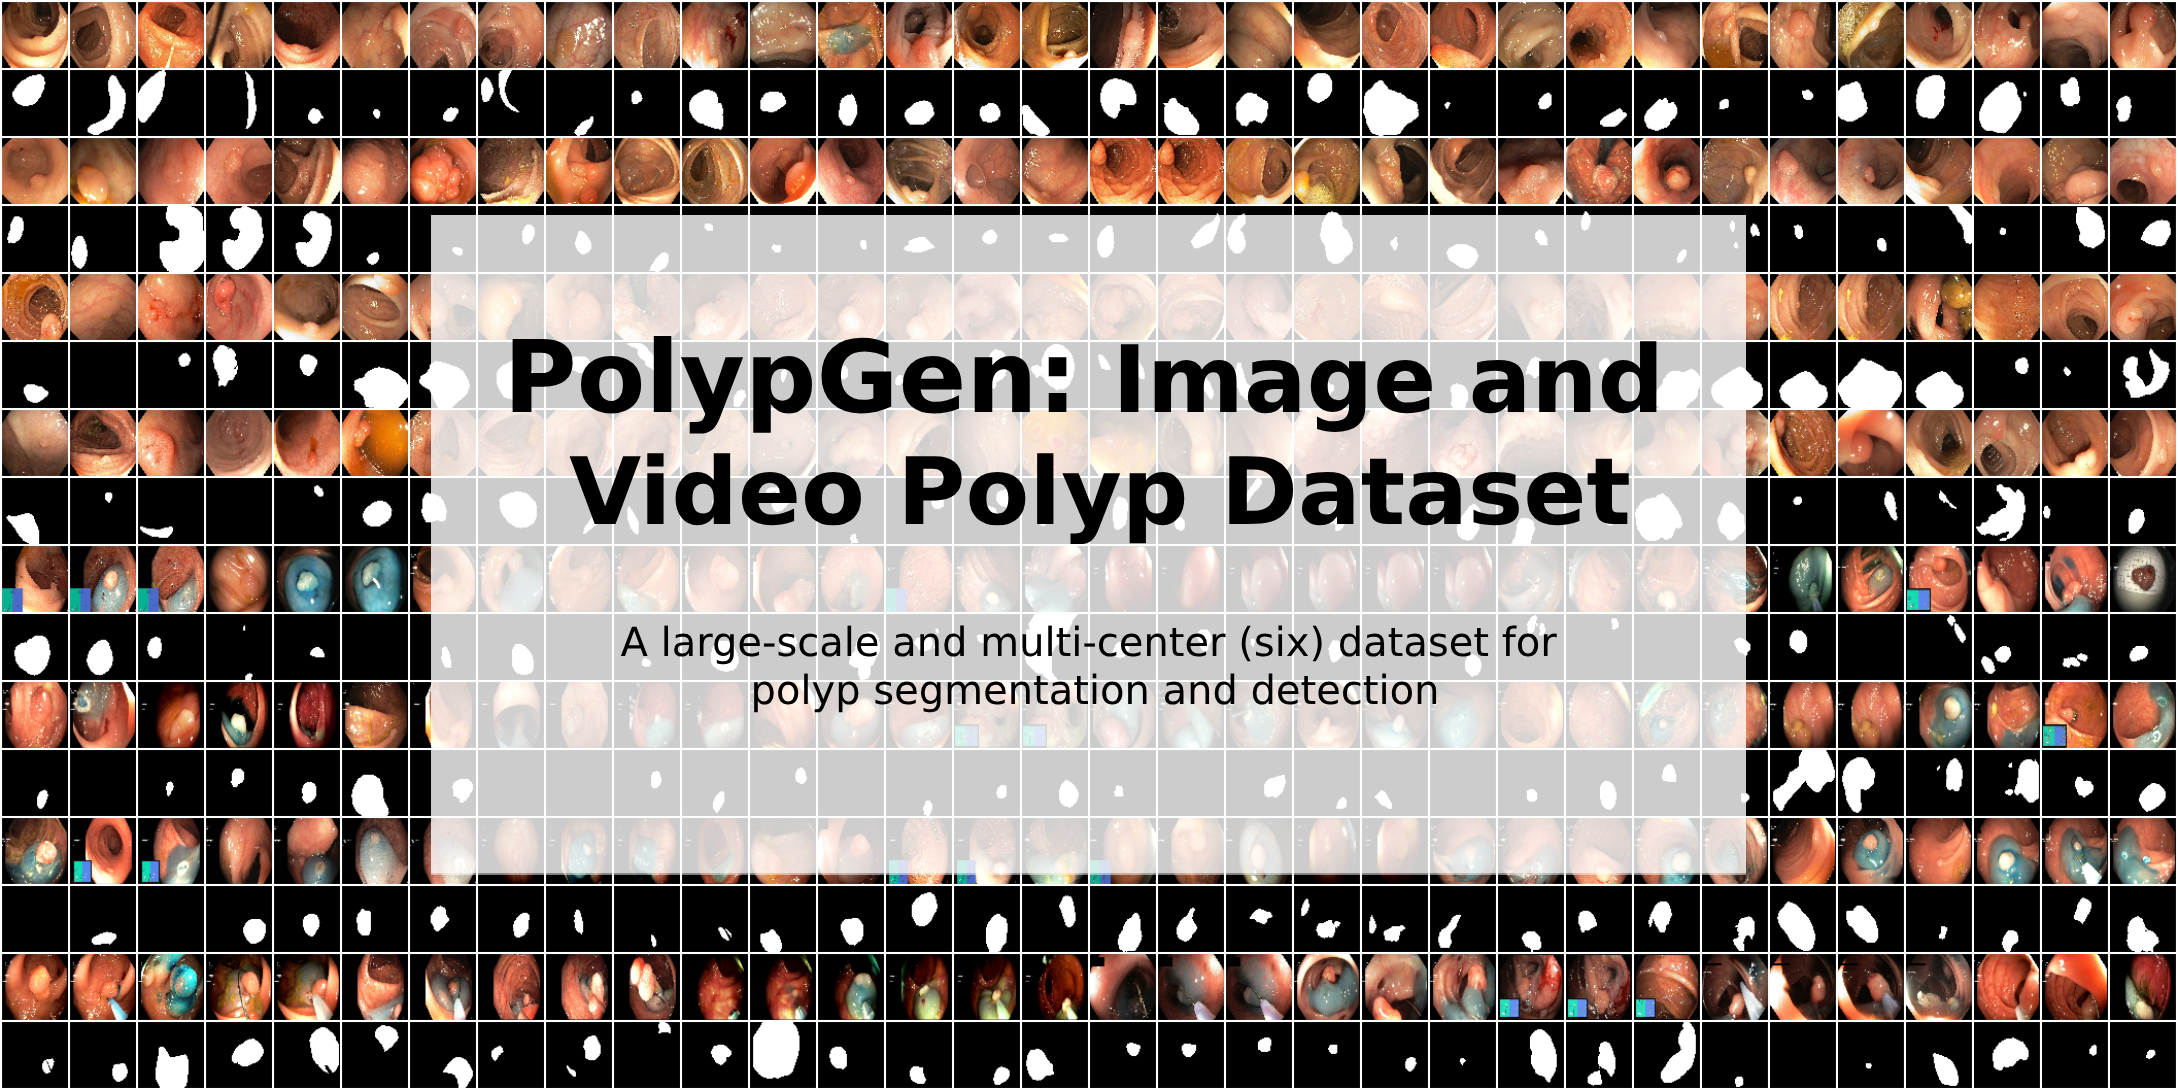 PolypGen: Image and
Video Polyp Dataset
A large-scale and multi-center (six) dataset for
polyp segmentation and detection